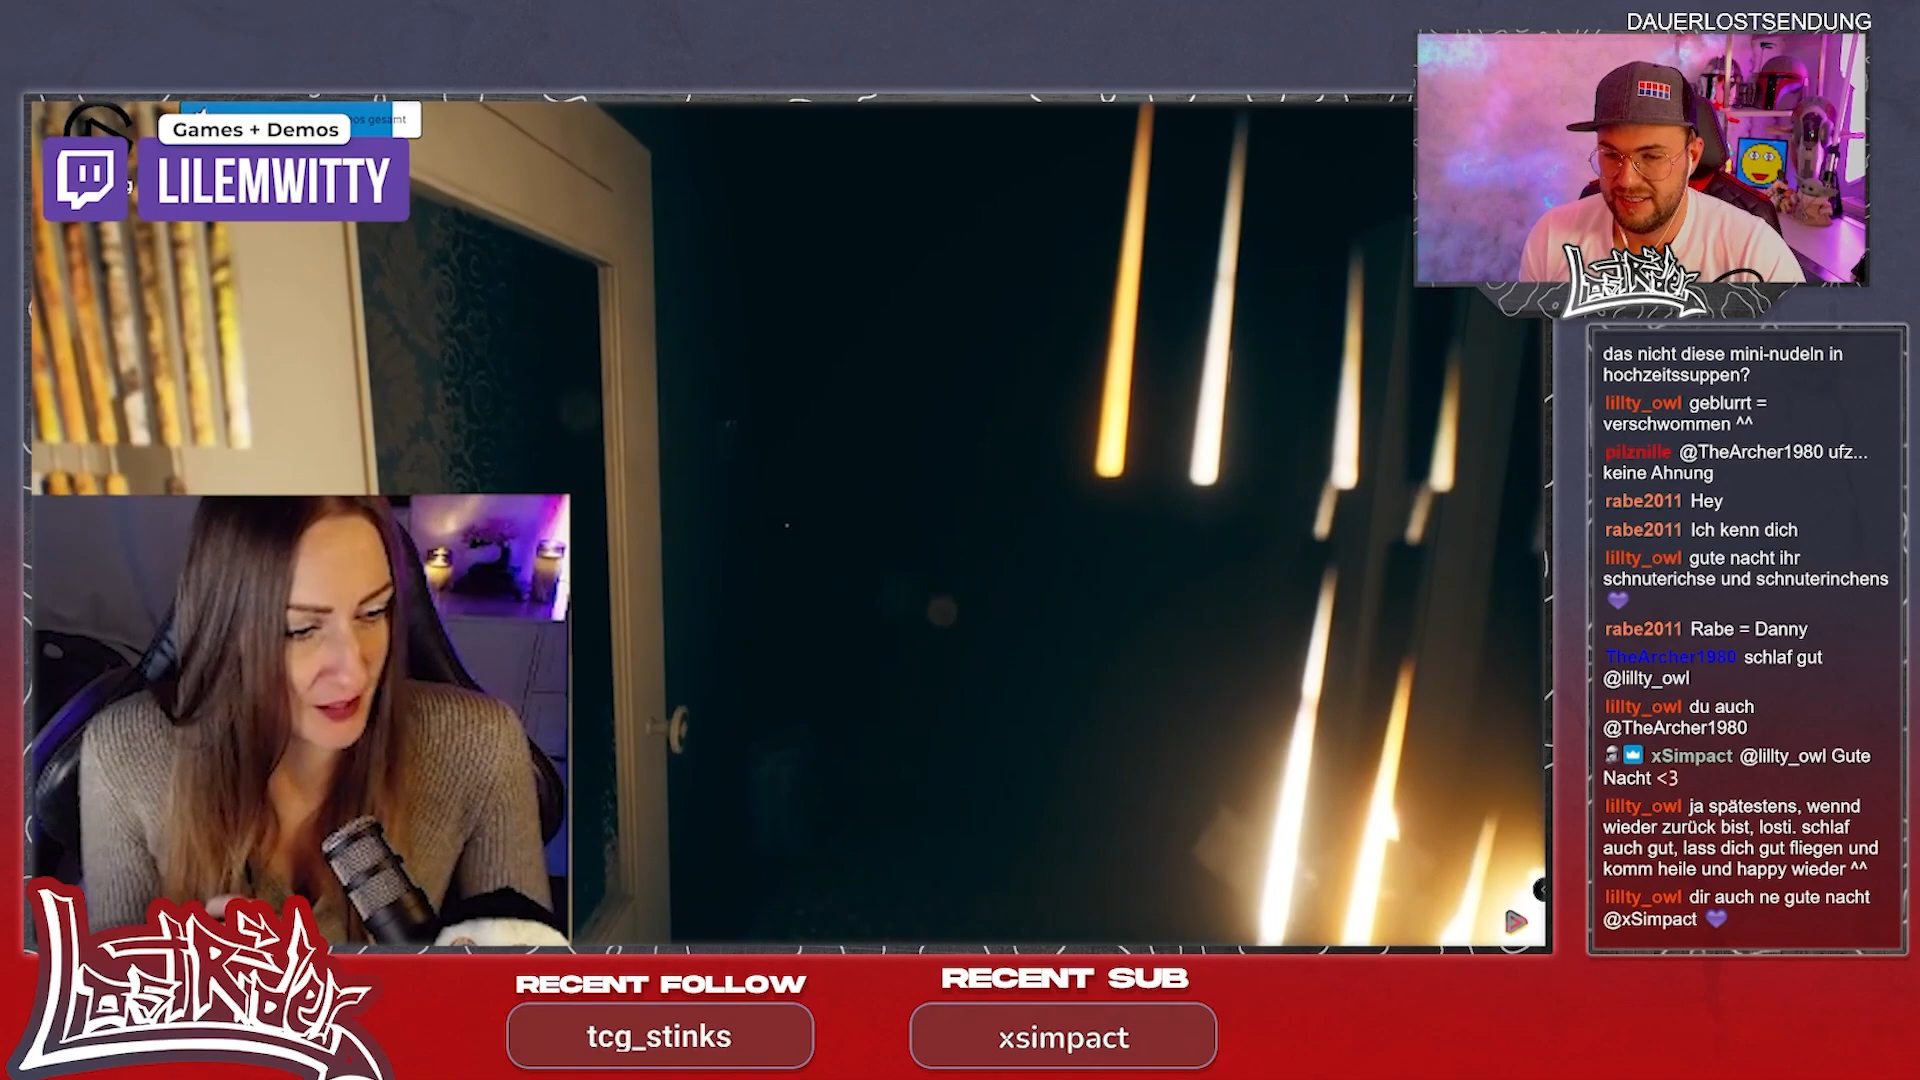 DAUERLOSTSENDUNG
Games + Demos
os gesamt
LILEMWITTY
LostRider
das nicht diese mini-nudeln in
hochzeitssuppen?
lillty_owl geblurrt =
verschwommen ^^
pilznille @TheArcher1980 ufz...
keine Ahnung
rabe2011 Hey
rabe2011 Ich kenn dich
lillty_owl gute nacht ihr
schnuterichse und schnuterinchens
💜
rabe2011 Rabe = Danny
TheArcher1980 schlaf gut
@lillty_owl
lillty_owl du auch
@TheArcher1980
xSimpact @lillty_owl Gute
Nacht <3
lillty_owl ja spätestens, wennd
wieder zurück bist, losti. schlaf
auch gut, lass dich gut fliegen und
komm heile und happy wieder ^^
lillty_owl dir auch ne gute nacht
@xSimpact 💜
LostRider
RECENT FOLLOW
tcg_stinks
RECENT SUB
xsimpact